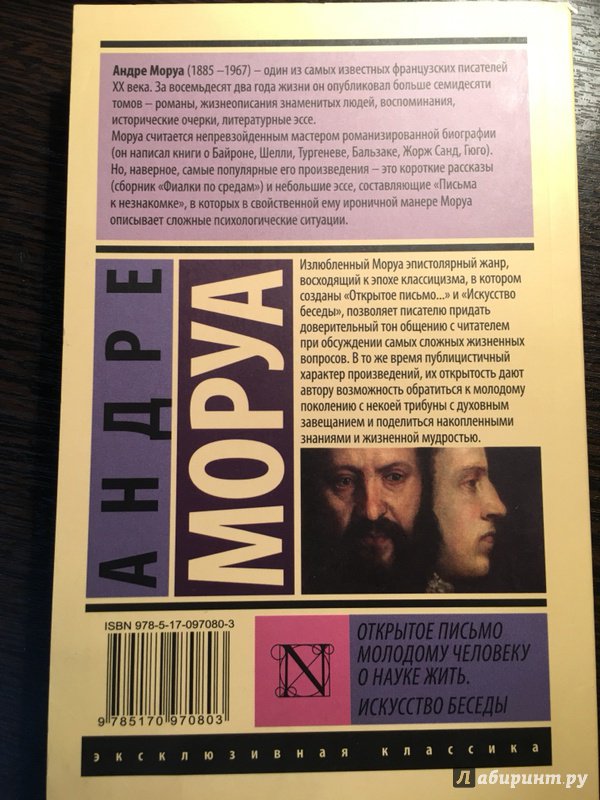 Андре Моруа (1885 –1967) – один из самых известных французских писателей
XX века. За восемьдесят два года жизни он опубликовал больше семидесяти
томов – романы, жизнеописания знаменитых людей, воспоминания,
исторические очерки, литературные эссе.
Моруа считается непревзойденным мастером романизированной биографии
(он написал книги о Байроне, Шелли, Тургеневе, Бальзаке, Жорж Санд, Гюго).
Но, наверное, самые популярные его произведения – это короткие рассказы
(сборник «Фиалки по средам») и небольшие эссе, составляющие «Письма
к незнакомке», в которых в свойственной ему ироничной манере Моруа
описывает сложные психологические ситуации.
АНДРЕ
МОРУА
Излюбленный Моруа эпистолярный жанр,
восходящий к эпохе классицизма, в котором
созданы «Открытое письмо...» и «Искусство
беседы», позволяет писателю придать
доверительный тон общению с читателем
при обсуждении самых сложных жизненных
вопросов. В то же время публицистичный
характер произведений, их открытость дают
автору возможность обратиться к молодому
поколению с некоей трибуны с духовным
завещанием и поделиться накопленными
знаниями и жизненной мудростью.
ISBN 978-5-17-097080-3
9 785170 970803
N
ОТКРЫТОЕ ПИСЬМО
МОЛОДОМУ ЧЕЛОВЕКУ
О НАУКЕ ЖИТЬ.
ИСКУССТВО БЕСЕДЫ
эксклюзивная классика
Лабиринт.ру